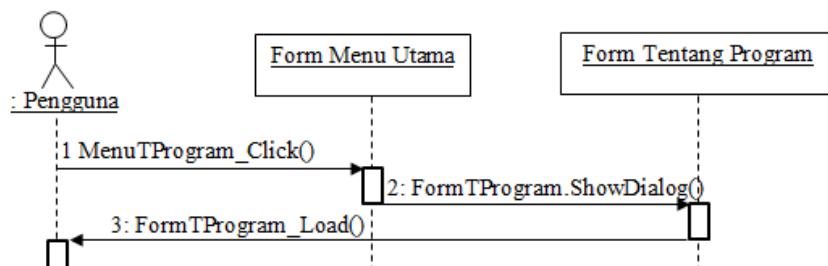 Form Menu Utama
Form Tentang Program
: Pengguna
1 MenuTProgram_Click()
2: FormTProgram.ShowDialog()
3: FormTProgram_Load()